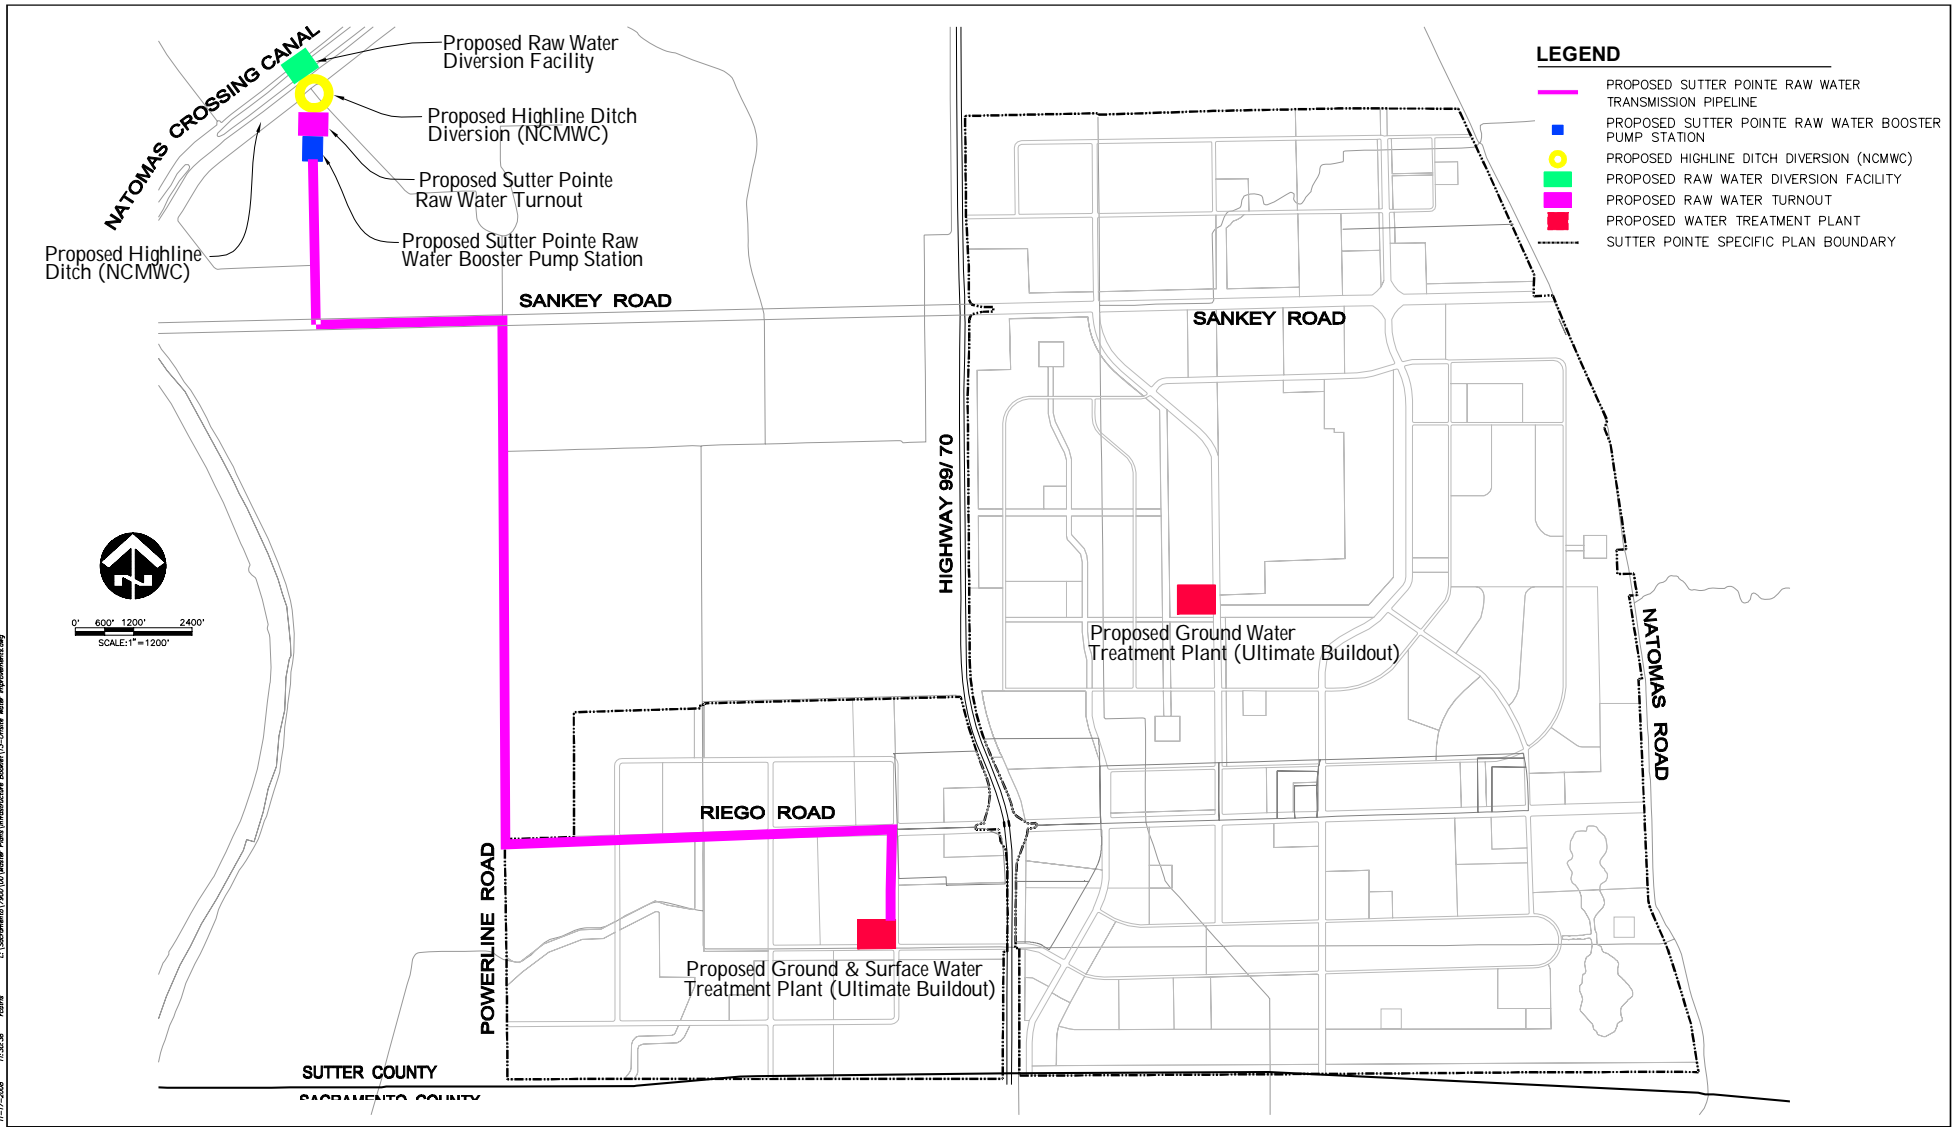 NATOMAS CROSSING CANAL
Proposed Raw Water
Diversion Facility
Proposed Highline Ditch
Diversion (NCMWC)
Proposed Sutter Pointe
Raw Water Turnout
Proposed Sutter Pointe Raw
Water Booster Pump Station
Proposed Highline
Ditch (NCMWC)
LEGEND
PROPOSED SUTTER POINTE RAW WATER
TRANSMISSION PIPELINE
PROPOSED SUTTER POINTE RAW WATER BOOSTER
PUMP STATION
PROPOSED HIGHLINE DITCH DIVERSION (NCMWC)
PROPOSED RAW WATER DIVERSION FACILITY
PROPOSED RAW WATER TURNOUT
PROPOSED WATER TREATMENT PLANT
SUTTER POINTE SPECIFIC PLAN BOUNDARY
SANKEY ROAD
SANKEY ROAD
HIGHWAY 99/70
0' 600' 1200' 2400'
SCALE: 1"=1200'
Proposed Ground Water
Treatment Plant (Ultimate Buildout)
NATOMAS ROAD
RIEGO ROAD
POWERLINE ROAD
Proposed Ground & Surface Water
Treatment Plant (Ultimate Buildout)
SUTTER COUNTY
SACRAMENTO COUNTY